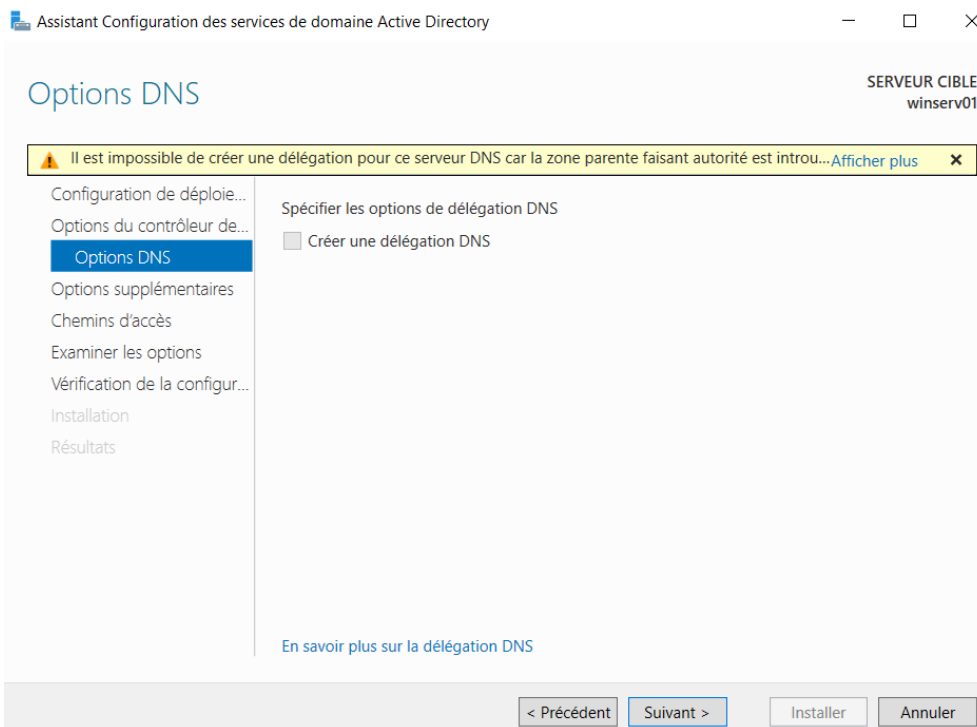 Assistant Configuration des services de domaine Active Directory
Options DNS
SERVEUR CIBLE
winserv01
Il est impossible de créer une délégation pour ce serveur DNS car la zone parente faisant autorité est introu... Afficher plus
Configuration de déploie...
Options du contrôleur de...
Options DNS
Options supplémentaires
Chemins d'accès
Examiner les options
Vérification de la configur...
Installation
Résultats
Spécifier les options de délégation DNS
Créer une délégation DNS
En savoir plus sur la délégation DNS
< Précédent Suivant > Installer Annuler